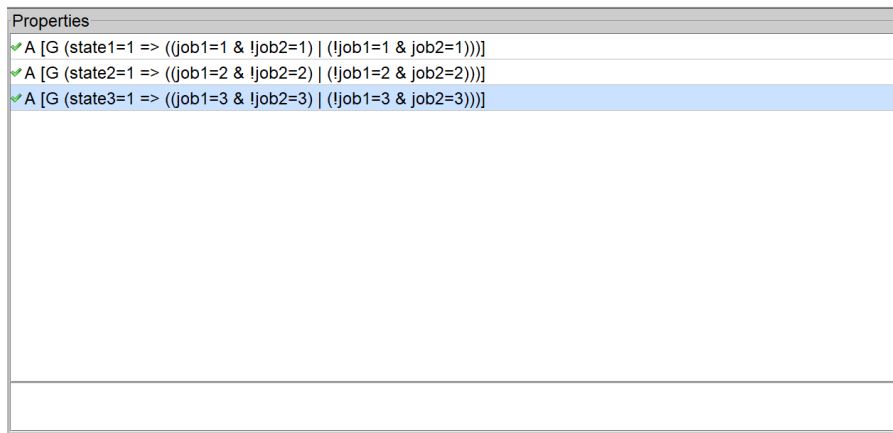 Properties
A [G (state1=1 => ((job1=1 & !job2=1) | (!job1=1 & job2=1)))]
A [G (state2=1 => ((job1=2 & !job2=2) | (!job1=2 & job2=2)))]
A [G (state3=1 => ((job1=3 & !job2=3) | (!job1=3 & job2=3)))]